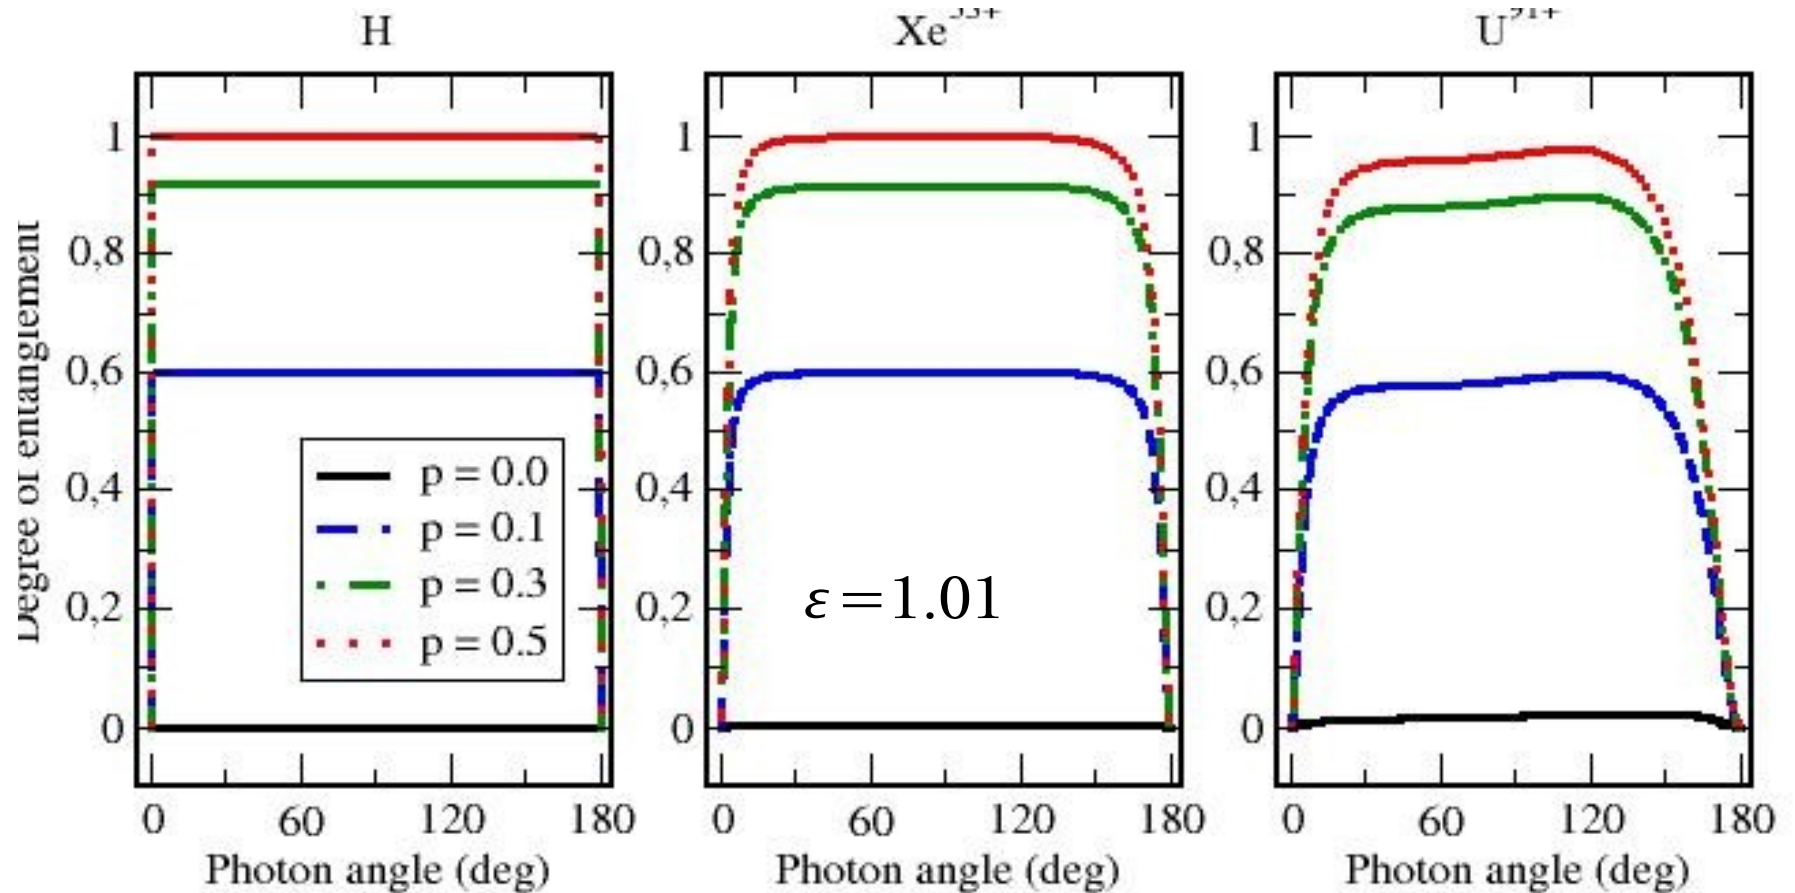 H
Xe53+
U91+
Degree of entanglement
1
0,8
0,6
0,4
0,2
0
p = 0.0
p = 0.1
p = 0.3
p = 0.5
0 60 120 180
Photon angle (deg)
1
0,8
0,6
0,4
0,2
0
ε=1.01
0 60 120 180
Photon angle (deg)
1
0,8
0,6
0,4
0,2
0
0 60 120 180
Photon angle (deg)